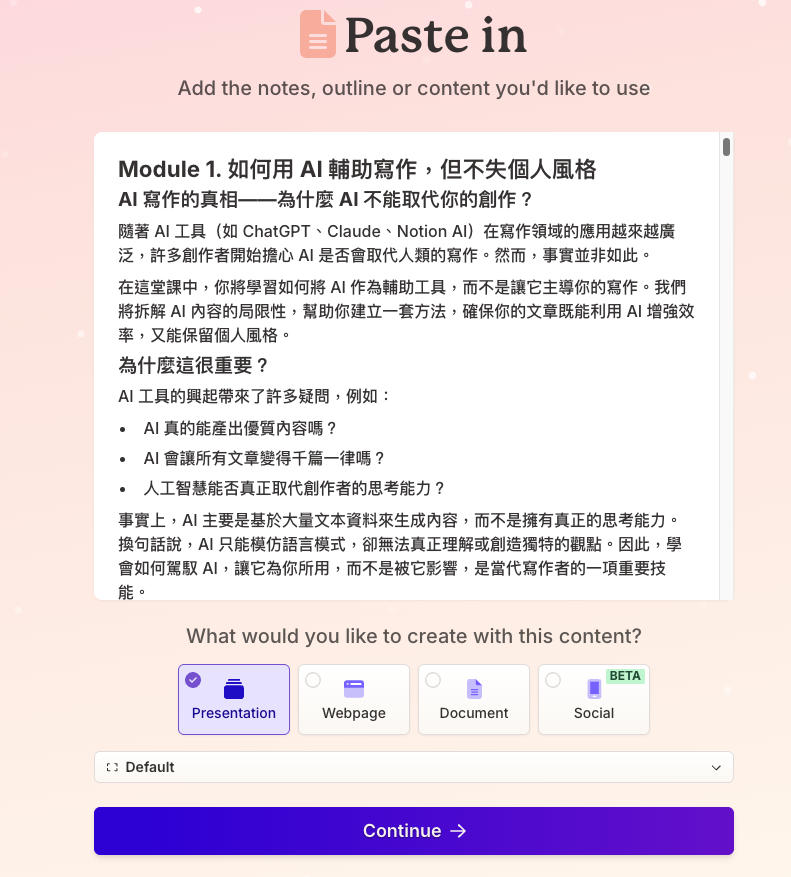 Paste in
Add the notes, outline or content you'd like to use
Module 1. 如何用 AI 輔助寫作，但不失個人風格
AI 寫作的真相——為什麼 AI 不能取代你的創作？
隨著 AI 工具（如 ChatGPT、Claude、Notion AI）在寫作領域的應用越來越廣
泛，許多創作者開始擔心 AI 是否會取代人類的寫作。然而，事實並非如此。
在這堂課中，你將學習如何將 AI 作為輔助工具，而不是讓它主導你的寫作。我們
將拆解 AI 內容的局限性，幫助你建立一套方法，確保你的文章既能利用 AI 增強效
率，又能保留個人風格。
為什麼這很重要？
AI 工具的興起帶來了許多疑問，例如：
• AI 真的能產出優質內容嗎？
• AI 會讓所有文章變得千篇一律嗎？
• 人工智慧能否真正取代創作者的思考能力？
事實上，AI 主要是基於大量文本資料來生成內容，而不是擁有真正的思考能力。
換句話說，AI 只能模仿語言模式，卻無法真正理解或創造獨特的觀點。因此，學
會如何駕馭 AI，讓它為你所用，而不是被它影響，是當代寫作者的一項重要技
能。
What would you like to create with this content?
Presentation
Webpage
Document
BETA
Social
Default
Continue →